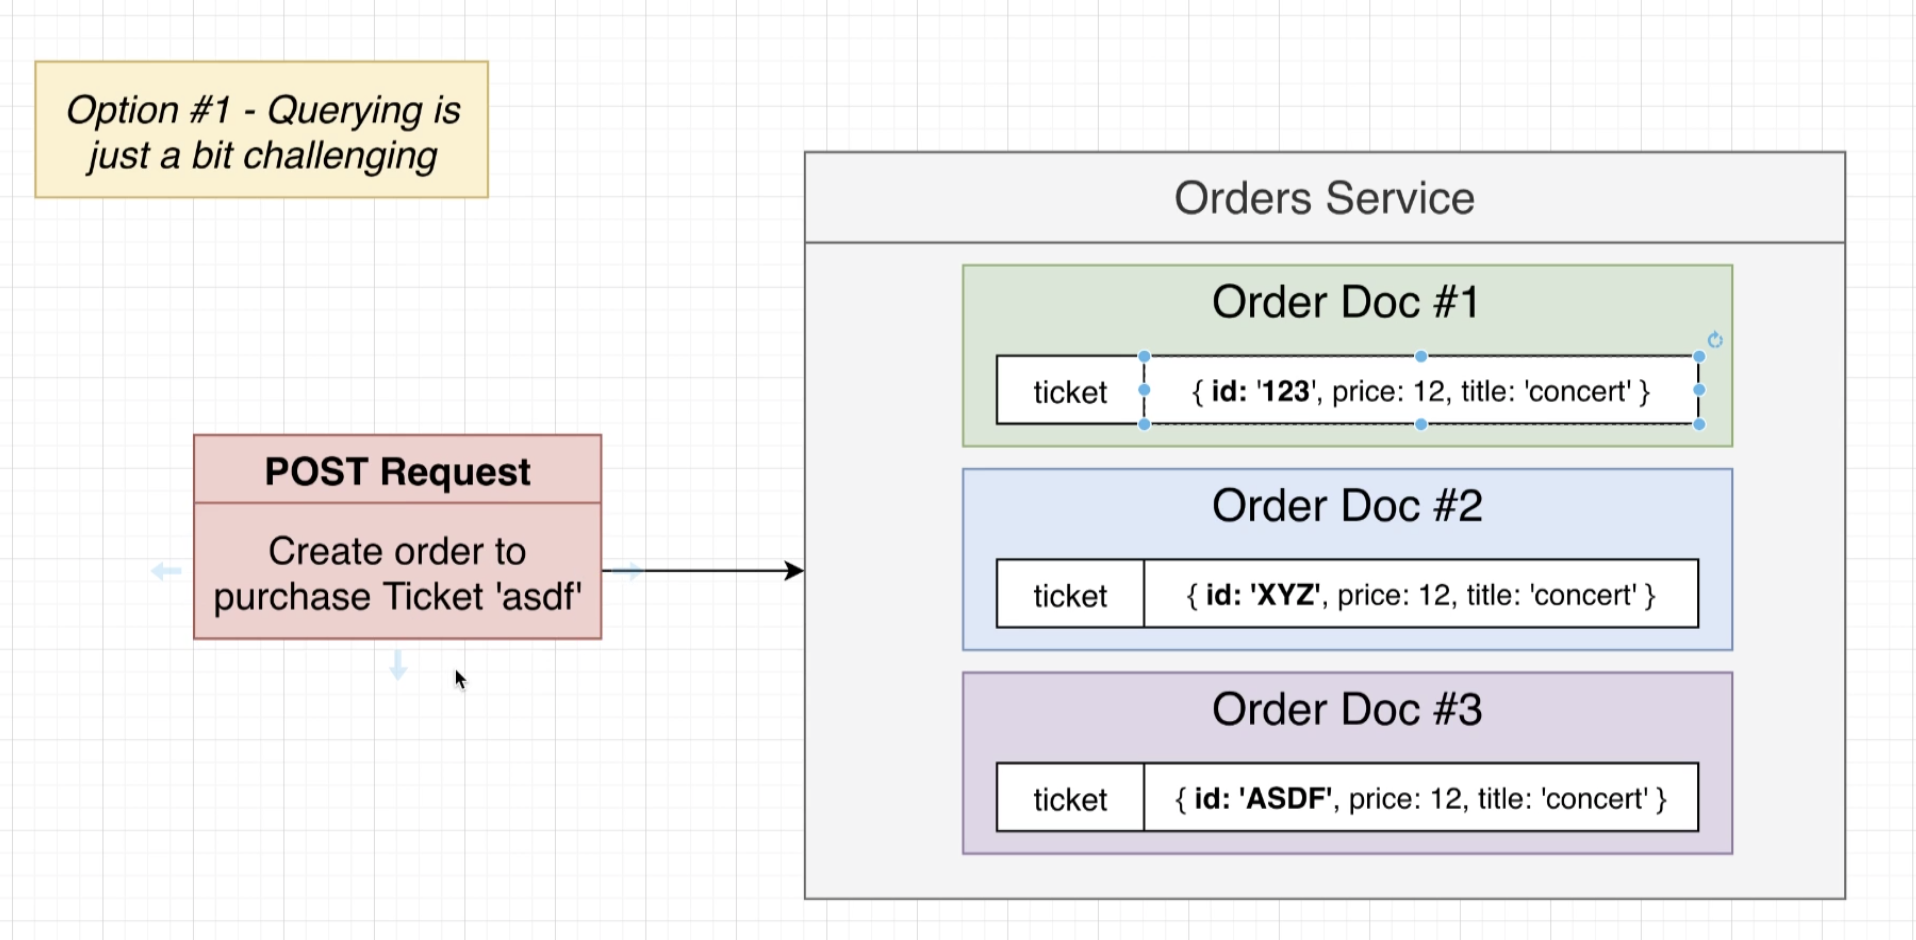 Option #1 - Querying is
just a bit challenging
Orders Service
Order Doc #1
ticket
{ id: '123', price: 12, title: 'concert' }
POST Request
Create order to
purchase Ticket 'asdf'
Order Doc #2
ticket
{ id: 'XYZ', price: 12, title: 'concert' }
Order Doc #3
ticket
{ id: 'ASDF', price: 12, title: 'concert' }